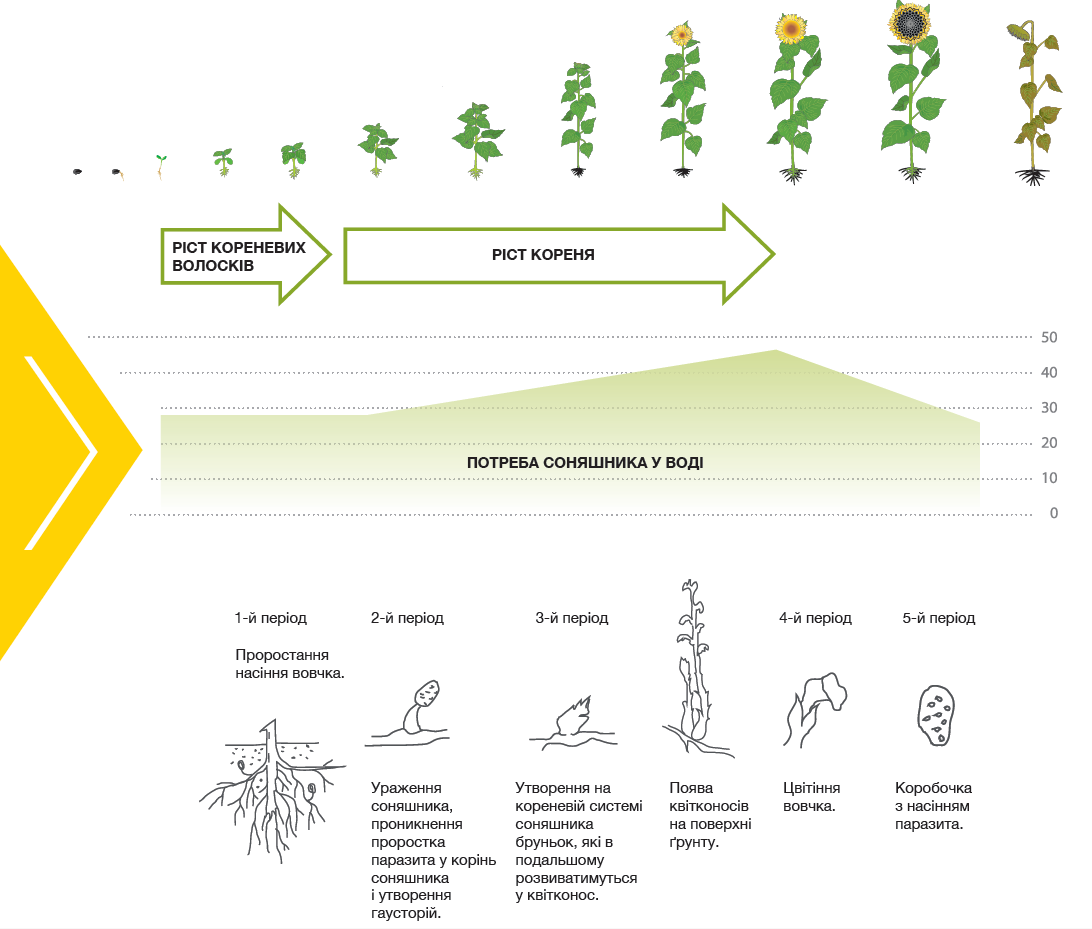 РІСТ КОРЕНЕВИХ
ВОЛОСКІВ
РІСТ КОРЕНЯ
50
40
30
20
10
0
ПОТРЕБА СОНЯШНИКА У ВОДІ
1-й період
Проростання
насіння вовчка.
2-й період
Ураження
соняшника,
проникнення
проростка
паразита у корінь
соняшника
і утворення
гаусторій.
3-й період
Утворення на
кореневій системі
соняшника
бруньок, які в
подальшому
розвиватимуться
у квітконос.
Поява
квітконосів
на поверхні
ґрунту.
4-й період
Цвітіння
вовчка.
5-й період
Коробочка
з насінням
паразита.